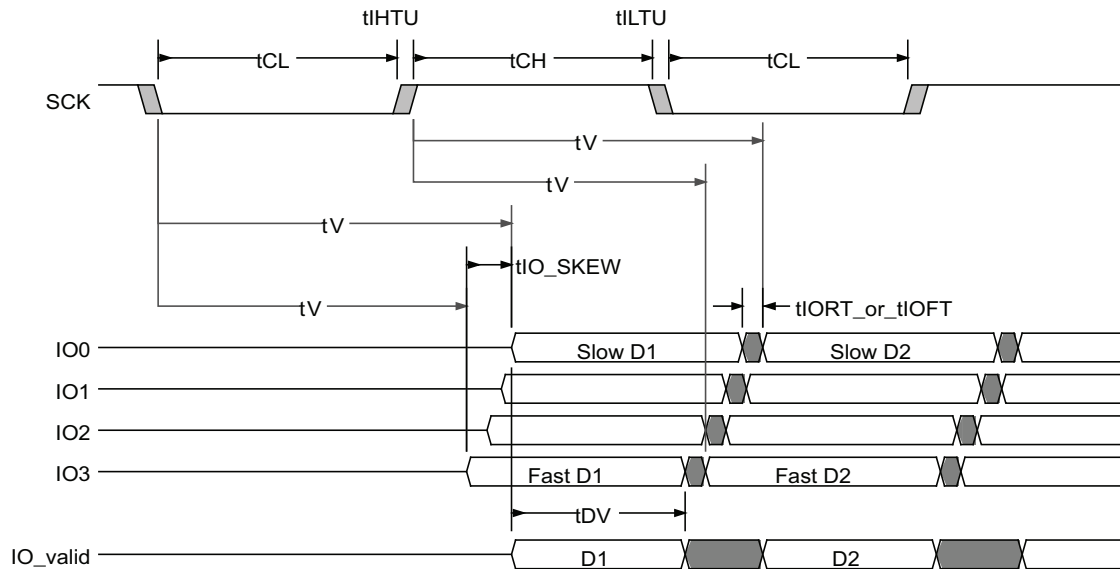 tIHTU tILTU
tCL tCH tCL
SCK
tV
tV
tV
tIO_SKEW
tV tIORT_or_tIOFT
IO0 Slow D1 Slow D2
IO1
IO2
IO3 Fast D1 Fast D2
tDV
IO_valid D1 D2